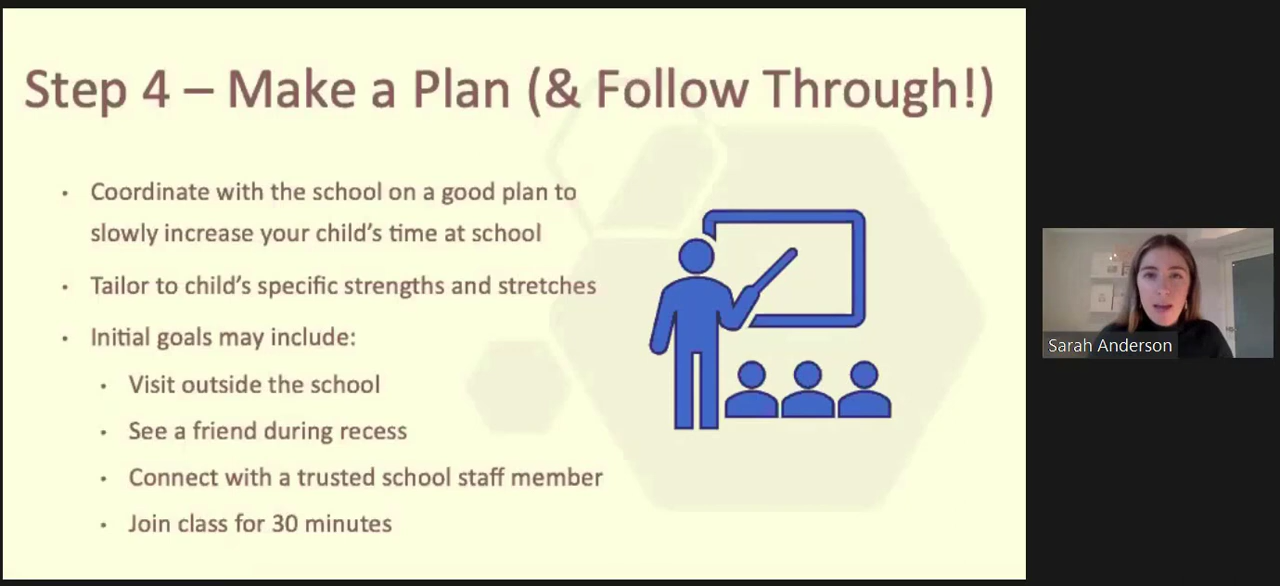 Step 4 – Make a Plan (& Follow Through!)
• Coordinate with the school on a good plan to
slowly increase your child’s time at school
• Tailor to child’s specific strengths and stretches
• Initial goals may include:
• Visit outside the school
• See a friend during recess
• Connect with a trusted school staff member
• Join class for 30 minutes
Sarah Anderson